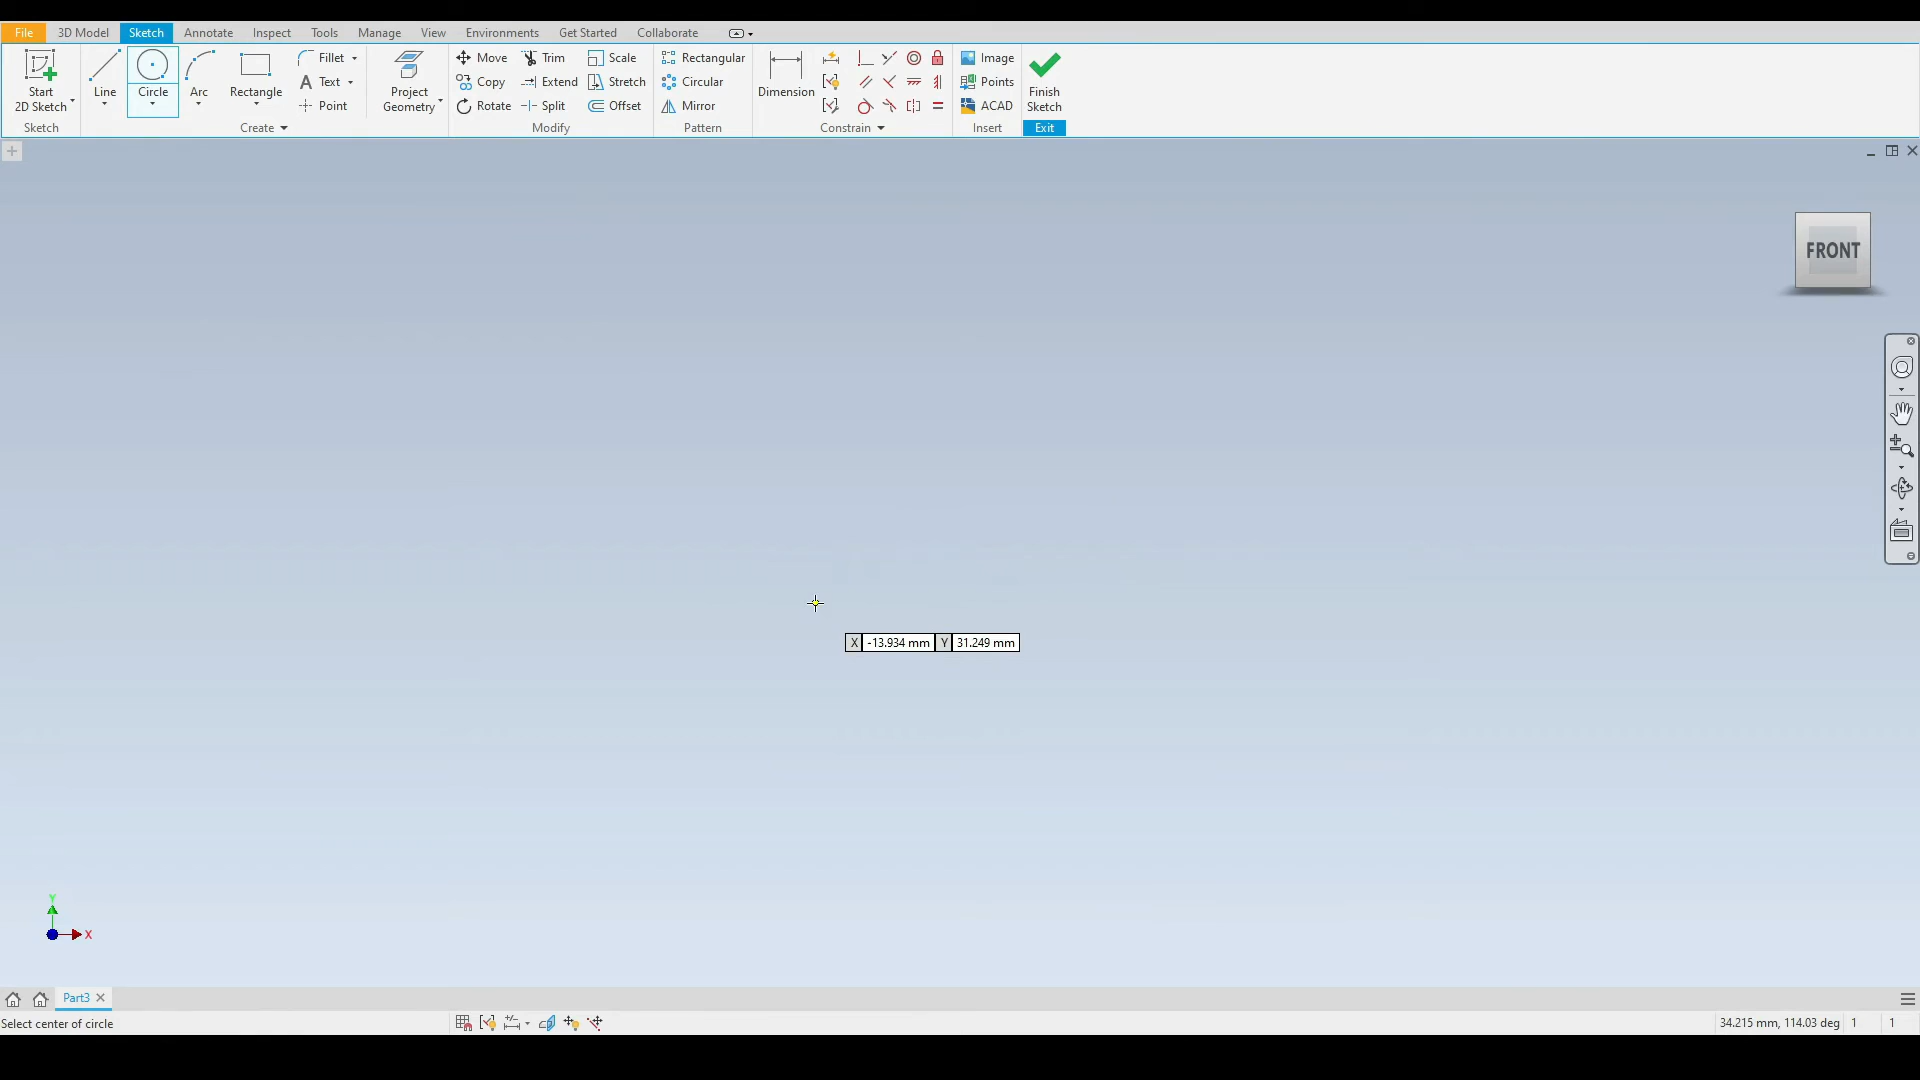 File 3D Model Sketch Annotate Inspect Tools Manage View Environments Get Started Collaborate
Start
2D Sketch
Line
Circle
Arc
Rectangle
Fillet
Text
Point
Project
Geometry
Move
Copy
Rotate
Trim
Extend
Split
Scale
Stretch
Offset
Rectangular
Circular
Mirror
Dimension
Image
Points
ACAD
Finish
Sketch
Sketch Create Modify Pattern Constrain Insert Exit
FRONT
X -13.934 mm Y 31.249 mm
Y
X
Part3
Select center of circle
34.215 mm, 114.03 deg 1 1